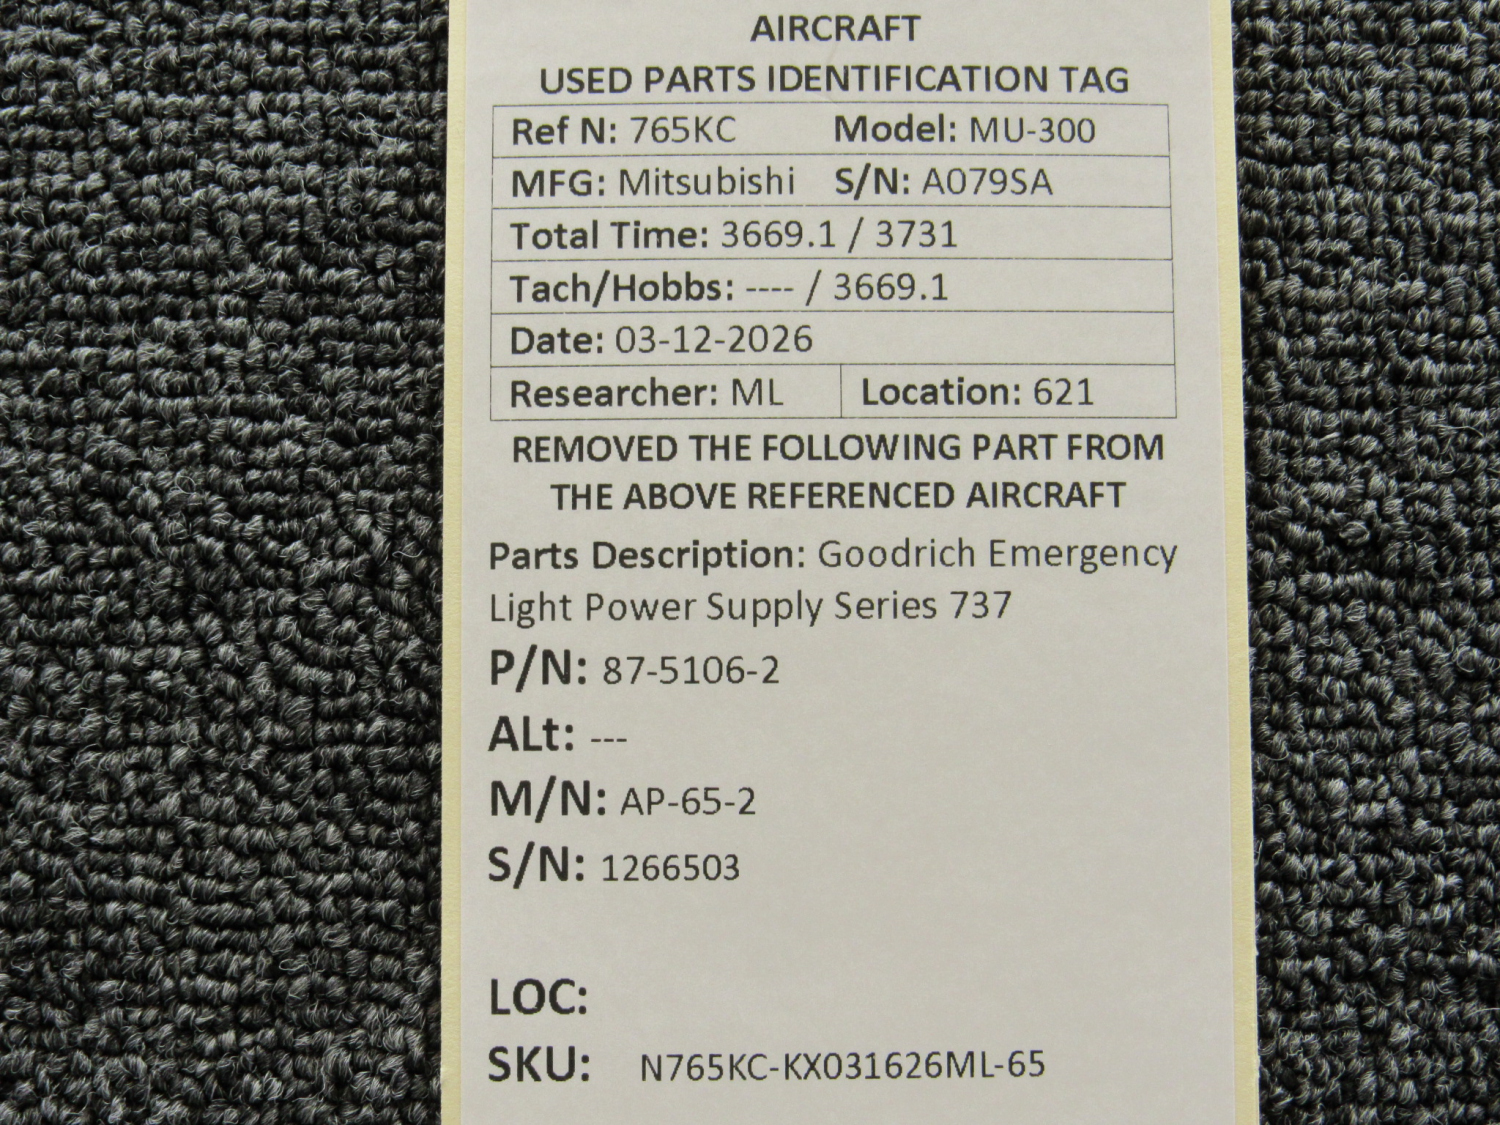 AIRCRAFT
USED PARTS IDENTIFICATION TAG
Ref N: 765KC Model: MU-300
MFG: Mitsubishi S/N: A079SA
Total Time: 3669.1 / 3731
Tach/Hobbs: ---- / 3669.1
Date: 03-12-2026
Researcher: ML Location: 621
REMOVED THE FOLLOWING PART FROM
THE ABOVE REFERENCED AIRCRAFT
Parts Description: Goodrich Emergency
Light Power Supply Series 737
P/N: 87-5106-2
ALt: ---
M/N: AP-65-2
S/N: 1266503
LOC:
SKU: N765KC-KX031626ML-65